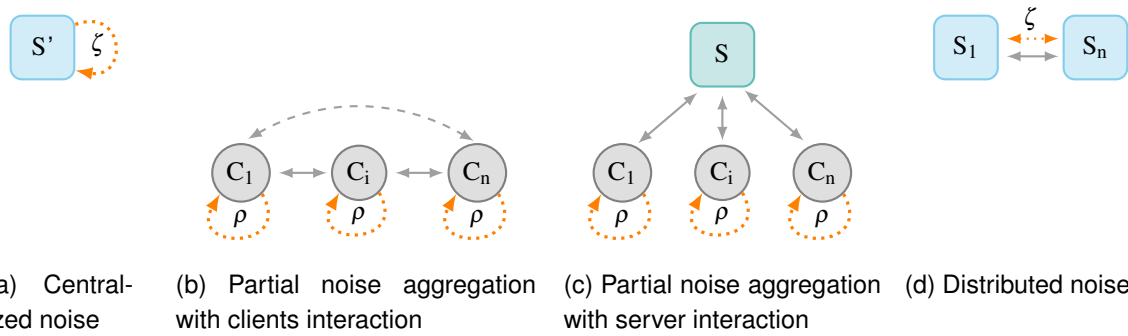 S’ ζ
S
ζ
S1 Sn
C1 Ci Cn
ρ ρ ρ
C1 Ci Cn
ρ ρ ρ
a) Central-
zed noise
(b) Partial noise aggregation
with clients interaction
(c) Partial noise aggregation
with server interaction
(d) Distributed noise